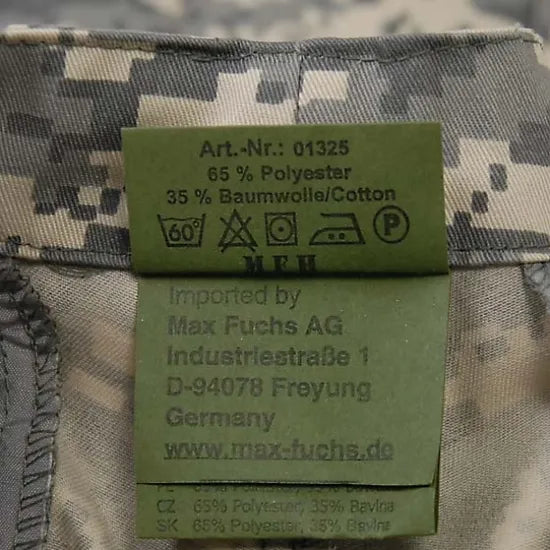 Art.-Nr.: 01325
65 % Polyester
35 % Baumwolle/Cotton
60° P
MFH
Imported by
Max Fuchs AG
Industriestraße 1
D-94078 Freyung
Germany
www.max-fuchs.de
CZ 65% Polyester, 35% Bavlna
SK 65% Polyester, 35% Bavlna